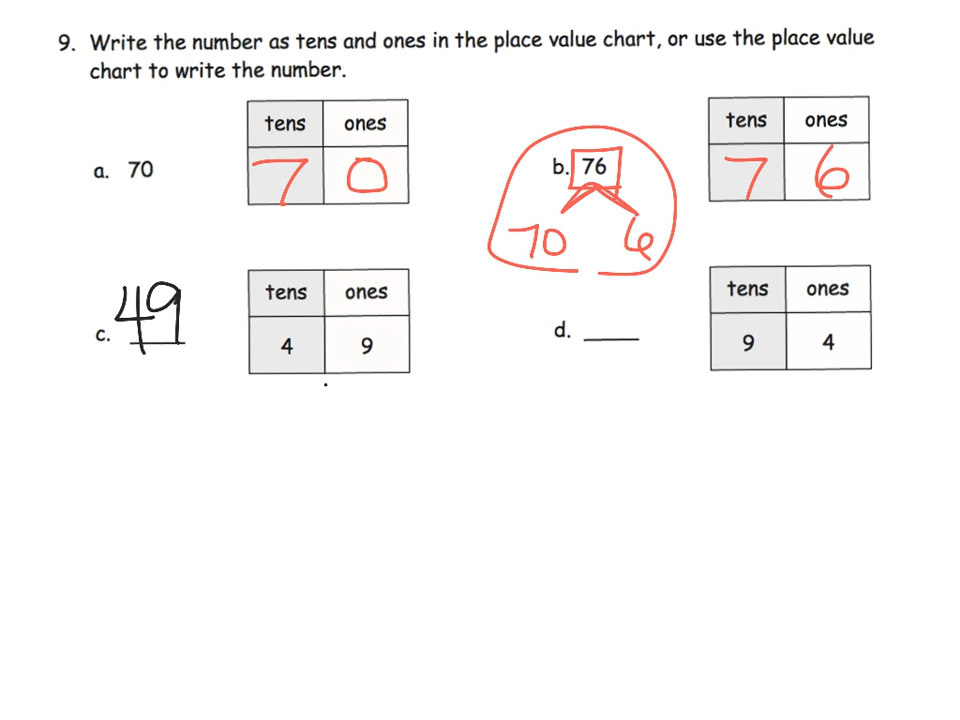 9. Write the number as tens and ones in the place value chart, or use the place value
chart to write the number.
a. 70
tens ones
7 0
b. 76
70 6
tens ones
7 6
c. 49
tens ones
4 9
d. ____
tens ones
9 4